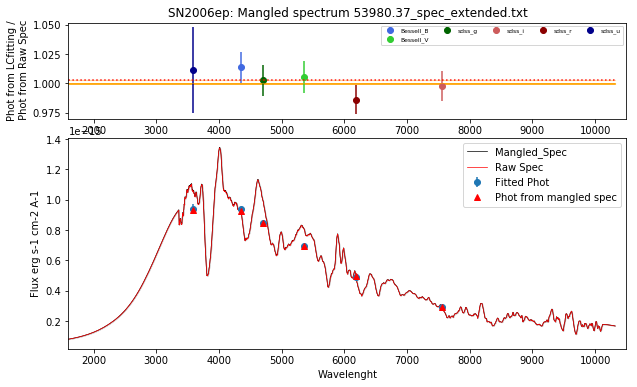 SN2006ep: Mangled spectrum 53980.37_spec_extended.txt
Phot from LCfitting /
Phot from Raw Spec
1.050
1.025
1.000
0.975
Bessell_B
Bessell_V
sdss_g
sdss_i
sdss_r
sdss_u
2000 3000 4000 5000 6000 7000 8000 9000 10000
1e−15
Flux erg s-1 cm-2 A-1
1.4
1.2
1.0
0.8
0.6
0.4
0.2
Mangled_Spec
Raw Spec
Fitted Phot
Phot from mangled spec
2000 3000 4000 5000 6000 7000 8000 9000 10000
Wavelenght